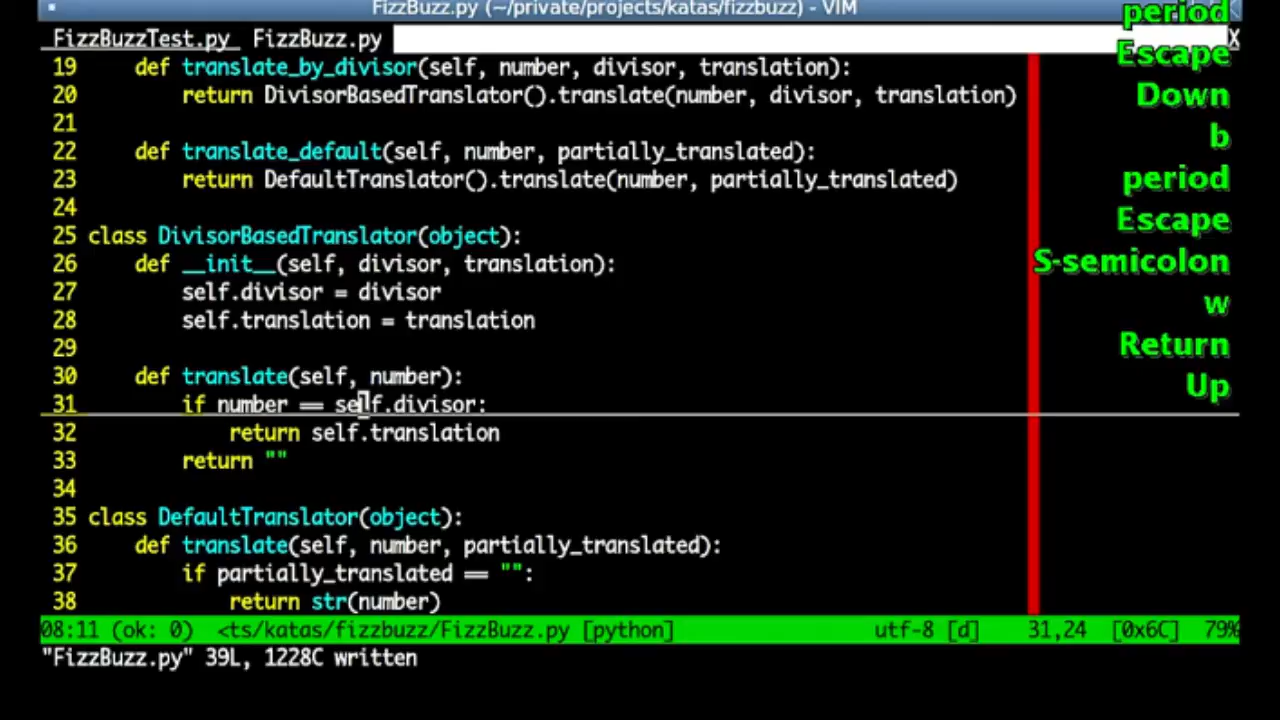 FizzBuzz.py (~/private/projects/katas/fizzbuzz) - VIM
FizzBuzzTest.py FizzBuzz.py X
19 def translate_by_divisor(self, number, divisor, translation):
20 return DivisorBasedTranslator().translate(number, divisor, translation)
21
22 def translate_default(self, number, partially_translated):
23 return DefaultTranslator().translate(number, partially_translated)
24
25 class DivisorBasedTranslator(object):
26 def __init__(self, divisor, translation):
27 self.divisor = divisor
28 self.translation = translation
29
30 def translate(self, number):
31 if number == self.divisor:
32 return self.translation
33 return ""
34
35 class DefaultTranslator(object):
36 def translate(self, number, partially_translated):
37 if partially_translated == "":
38 return str(number)
08:11 (ok: 0) <ts/katas/fizzbuzz/FizzBuzz.py [python] utf-8 [d] 31,24 [0x6C] 79%
"FizzBuzz.py" 39L, 1228C written
period
Escape
Down
b
period
Escape
S-semicolon
w
Return
Up